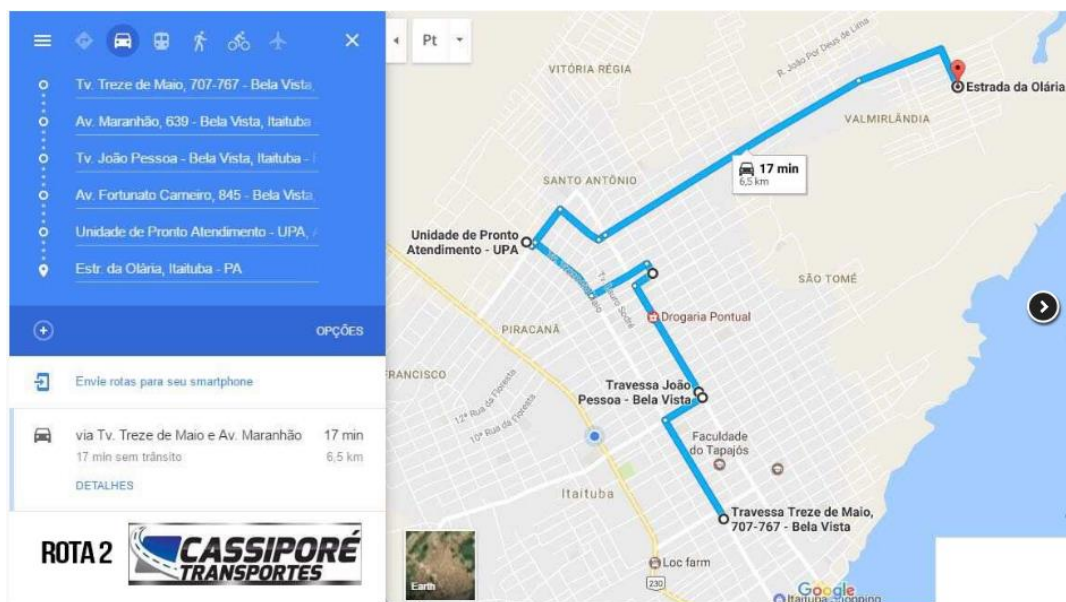 Tv. Treze de Maio, 707-767 - Bela Vista,
Av. Maranhão, 639 - Bela Vista, Itaituba
Tv. João Pessoa - Bela Vista, Itaituba -
Av. Fortunato Carneiro, 845 - Bela Vista,
Unidade de Pronto Atendimento - UPA,
Estr. da Olária, Itaituba - PA
OPÇÕES
Envie rotas para seu smartphone
via Tv. Treze de Maio e Av. Maranhão
17 min
17 min sem trânsito
6,5 km
DETALHES
ROTA 2
CASSIPORÉ
TRANSPORTES
Pt
VITÓRIA RÉGIA
R. João Por Deus de Lima
Estrada da Olária
VALMIRLÂNDIA
17 min
6,5 km
SANTO ANTÔNIO
Unidade de Pronto
Atendimento - UPA
SÃO TOMÉ
Drogaria Pontual
PIRACANÃ
FRANCISCO
Travessa João
Pessoa - Bela Vista
12ª Rua da Floresta
10ª Rua da Floresta
Faculdade
do Tapajós
Itaituba
Travessa Treze de Maio,
707-767 - Bela Vista
Loc farm
230
Earth
Google
Itaituba Shopping